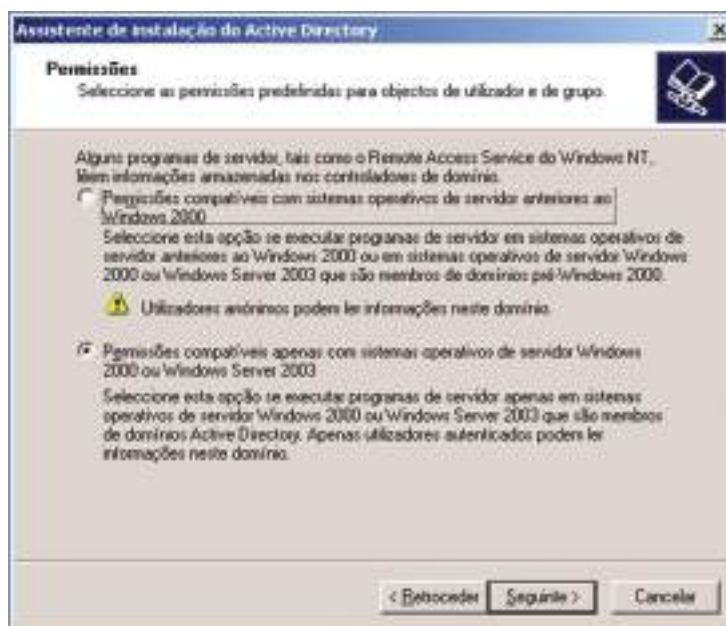 Assistente de instalação do Active Directory
Permissões
Seleccione as permissões predefinidas para objectos de utilizador e de grupo.
Alguns programas de servidor, tais como o Remote Access Service do Windows NT,
lêem informações armazenadas nos controladores de domínio.
Permissões compatíveis com sistemas operativos de servidor anteriores ao
Windows 2000
Seleccione esta opção se executar programas de servidor em sistemas operativos de
servidor anteriores ao Windows 2000 ou em sistemas operativos de servidor Windows
2000 ou Windows Server 2003 que são membros de domínios pré-Windows 2000.
Utilizadores anónimos podem ler informações neste domínio.
Permissões compatíveis apenas com sistemas operativos de servidor Windows
2000 ou Windows Server 2003
Seleccione esta opção se executar programas de servidor apenas em sistemas
operativos de servidor Windows 2000 ou Windows Server 2003 que são membros
de domínios Active Directory. Apenas utilizadores autenticados podem ler
informações neste domínio.
< Retroceder Seguinte > Cancelar